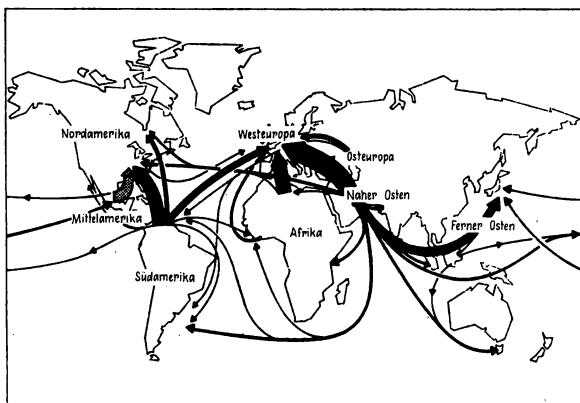 Nordamerika
Westeuropa
Osteuropa
Naher Osten
Mittelamerika
Afrika
Ferner Osten
Südamerika